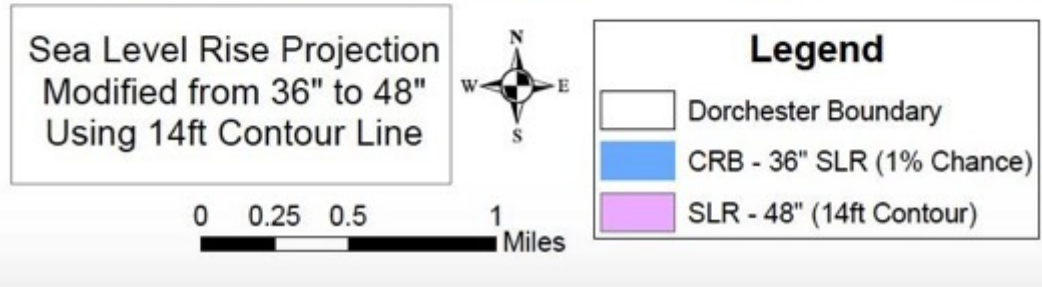 Sea Level Rise Projection
Modified from 36" to 48"
Using 14ft Contour Line
N
W E
S
0 0.25 0.5 1
Miles
Legend
Dorchester Boundary
CRB - 36" SLR (1% Chance)
SLR - 48" (14ft Contour)